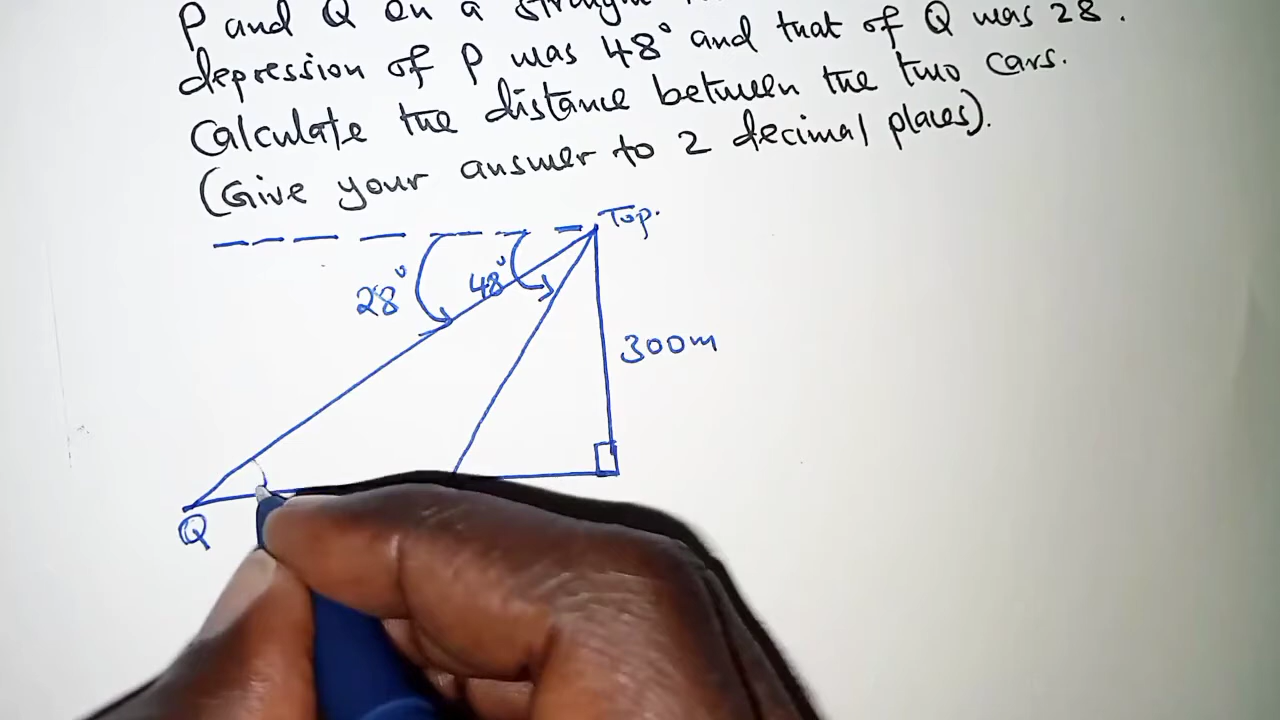 P and Q on a straight
depression of P was 48° and that of Q was 28.
Calculate the distance between the two cars.
(Give your answer to 2 decimal places).
Top.
28° 48°
300m
Q